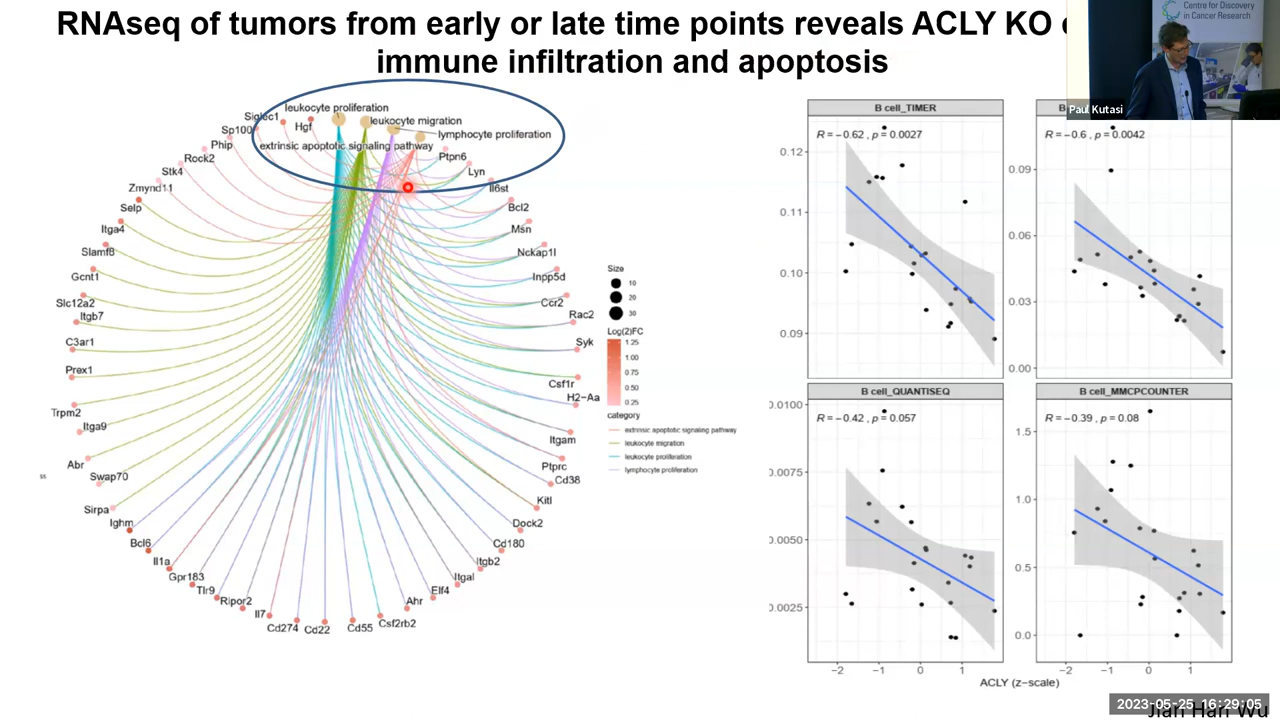 RNAseq of tumors from early or late time points reveals ACLY KO
immune infiltration and apoptosis
Centre for Discovery
in Cancer Research
Paul Kutasi
leukocyte proliferation
leukocyte migration
lymphocyte proliferation
extrinsic apoptotic signaling pathway
Siglec1
Hgf
Sp100
Phip
Rock2
Stk4
Zmynd11
Selp
Itga4
Slamf8
Gcnt1
Slc12a2
Itgb7
C3ar1
Prex1
Trpm2
Itga9
Abr
Swap70
Sirpa
Ighm
Bcl6
Il1a
Gpr183
Tlr9
Ripor2
Il7
Cd274
Cd22
Cd55
Csf2rb2
Ahr
Elf4
Itgal
Itgb2
Cd180
Dock2
Kitl
Cd38
Ptprc
Itgam
H2-Aa
Csf1r
Syk
Rac2
Ccr2
Inpp5d
Nckap1l
Msn
Bcl2
Il6st
Lyn
Ptpn6
Size
10
20
30
Log(2)FC
1.25
1.00
0.75
0.50
0.25
category
extrinsic apoptotic signaling pathway
leukocyte migration
leukocyte proliferation
lymphocyte proliferation
B cell_TIMER
R = −0.62 , p = 0.0027
0.12
0.11
0.10
0.09
B
R = −0.6 , p = 0.0042
0.09
0.06
0.03
0.00
B cell_QUANTISEQ
R = −0.42 , p = 0.057
0.0100
0.0075
0.0050
0.0025
−2 −1 0 1
B cell_MMCPCOUNTER
R = −0.39 , p = 0.08
1.5
1.0
0.5
0.0
−2 −1 0 1
ACLY (z−scale)
2023-05-25 16:29:05
Jian Han Wu